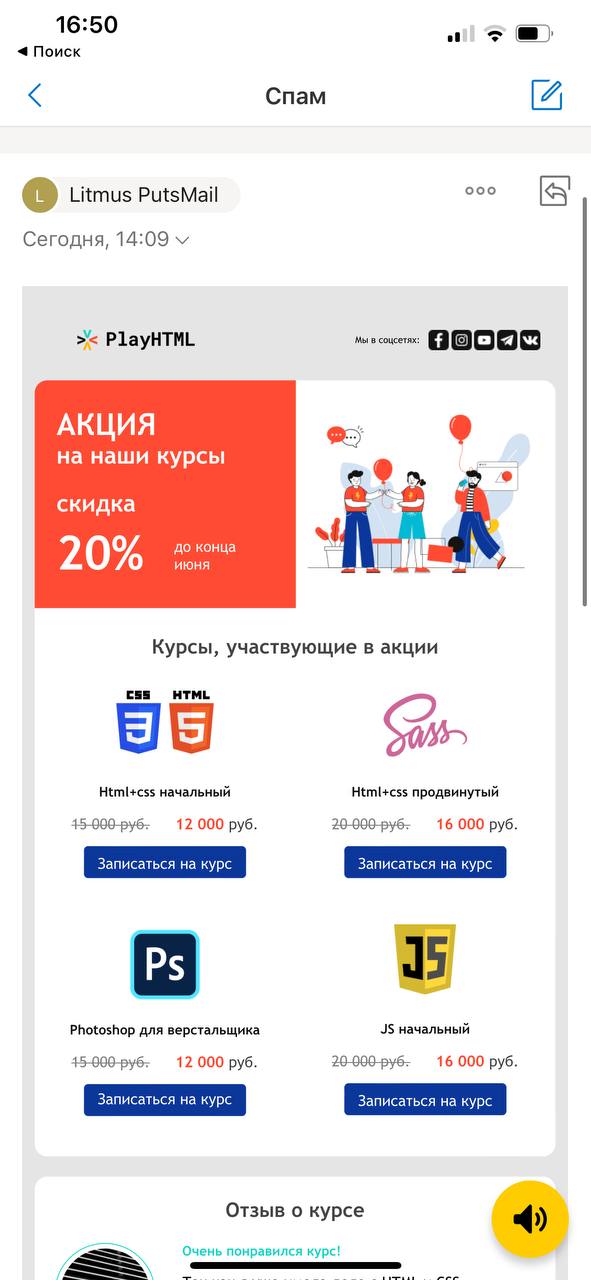 16:50
Поиск
Спам
L
Litmus PutsMail
Сегодня, 14:09
PlayHTML
Мы в соцсетях:
АКЦИЯ
на наши курсы
скидка
20%
до конца
июня
Курсы, участвующие в акции
CSS HTML
Sass
Html+css начальный
Html+css продвинутый
15 000 руб. 12 000 руб.
20 000 руб. 16 000 руб.
Записаться на курс
Записаться на курс
Ps
JS
Photoshop для верстальщика
JS начальный
15 000 руб. 12 000 руб.
20 000 руб. 16 000 руб.
Записаться на курс
Записаться на курс
Отзыв о курсе
Очень понравился курс!